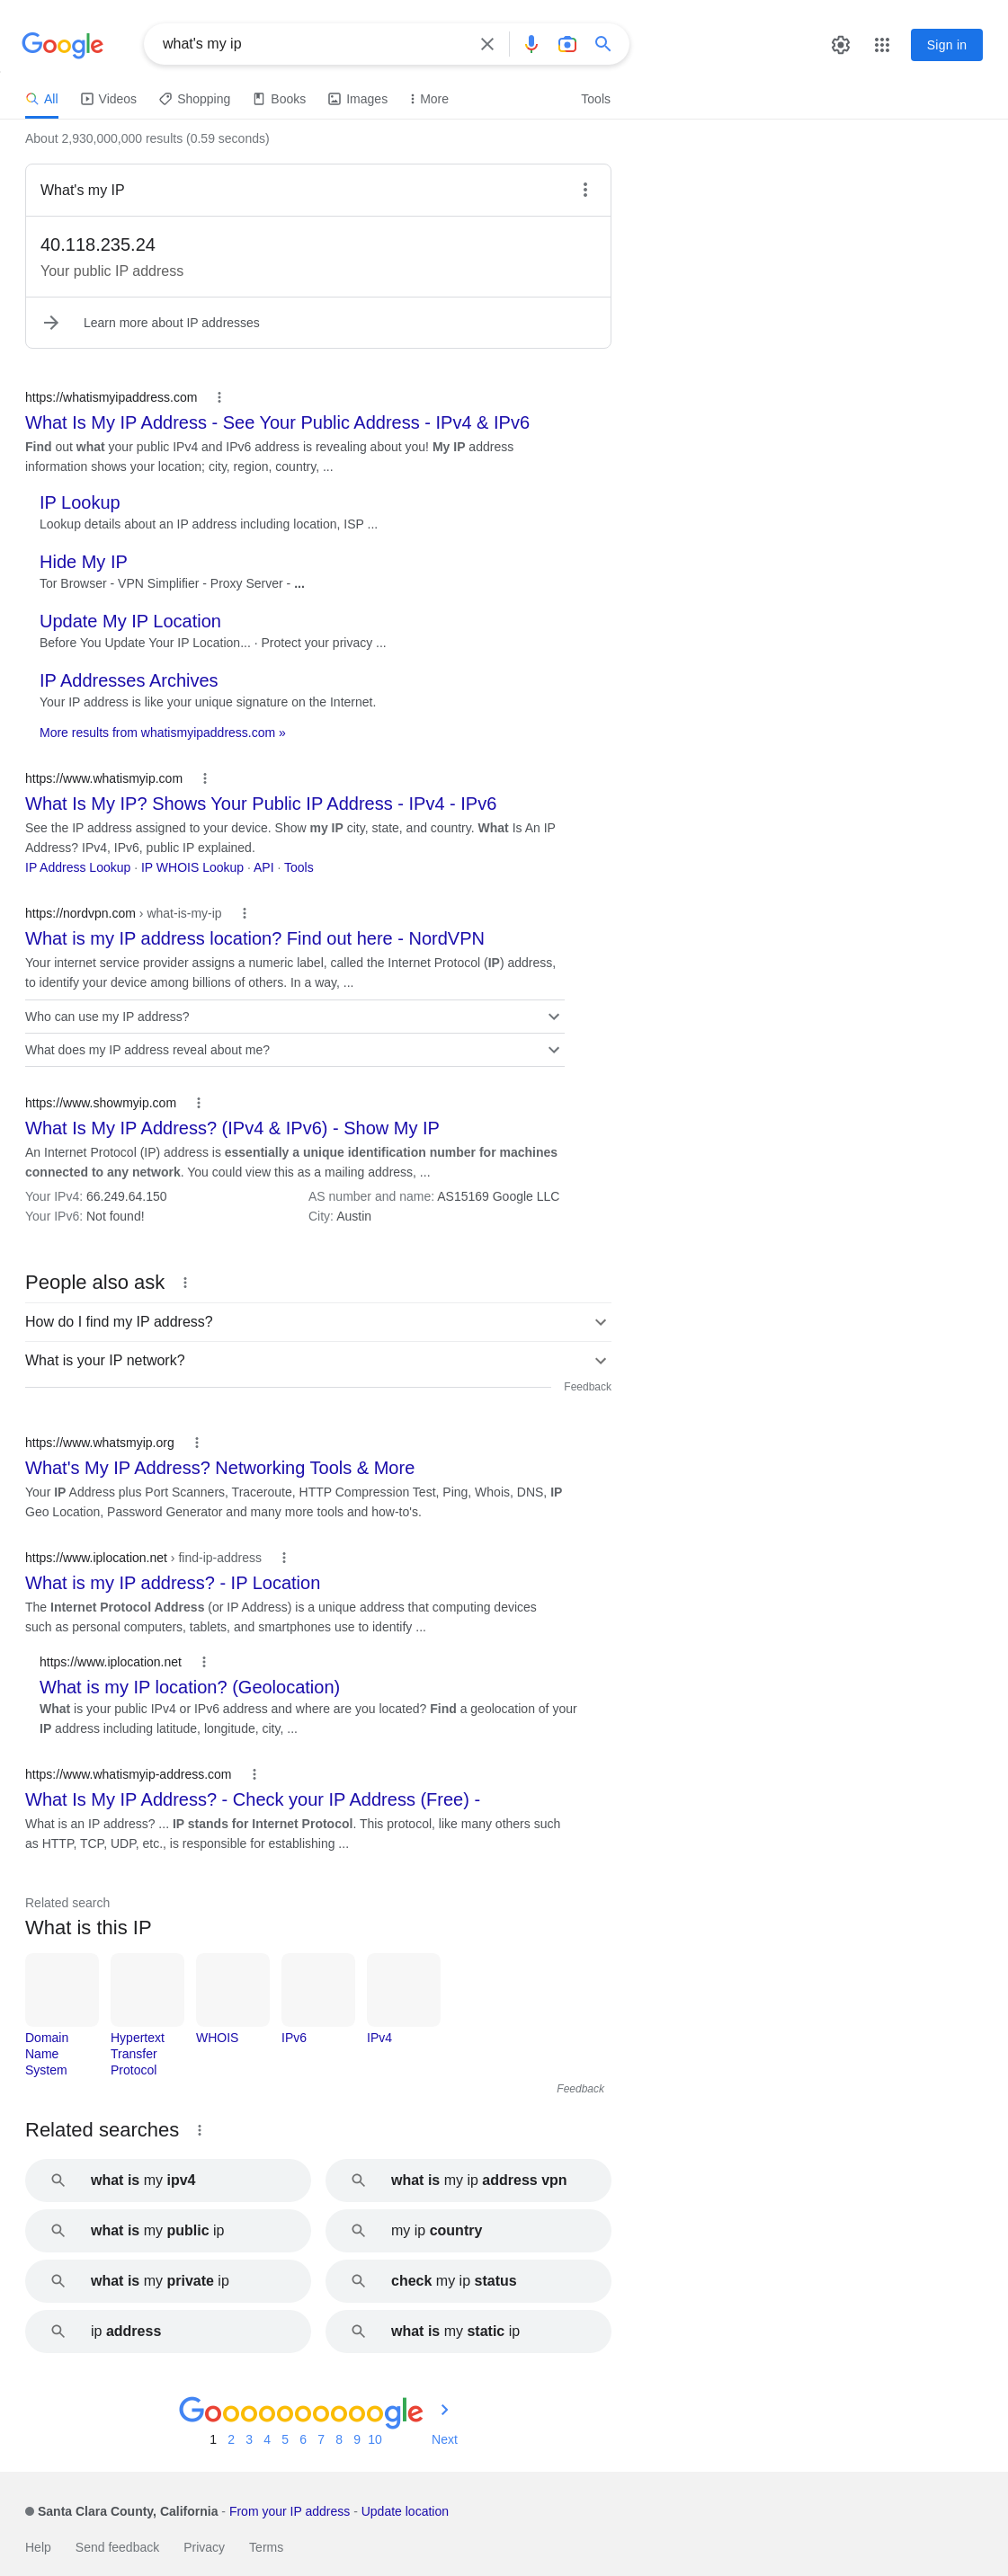 Google
what's my ip
Sign in
All
Videos
Shopping
Books
Images
More
Tools
About 2,930,000,000 results (0.59 seconds)
What's my IP
40.118.235.24
Your public IP address
Learn more about IP addresses
https://whatismyipaddress.com
What Is My IP Address - See Your Public Address - IPv4 & IPv6
Find out what your public IPv4 and IPv6 address is revealing about you! My IP address
information shows your location; city, region, country, ...
IP Lookup
Lookup details about an IP address including location, ISP ...
Hide My IP
Tor Browser - VPN Simplifier - Proxy Server - ...
Update My IP Location
Before You Update Your IP Location... · Protect your privacy ...
IP Addresses Archives
Your IP address is like your unique signature on the Internet.
More results from whatismyipaddress.com »
https://www.whatismyip.com
What Is My IP? Shows Your Public IP Address - IPv4 - IPv6
See the IP address assigned to your device. Show my IP city, state, and country. What Is An IP
Address? IPv4, IPv6, public IP explained.
IP Address Lookup · IP WHOIS Lookup · API · Tools
https://nordvpn.com › what-is-my-ip
What is my IP address location? Find out here - NordVPN
Your internet service provider assigns a numeric label, called the Internet Protocol (IP) address,
to identify your device among billions of others. In a way, ...
Who can use my IP address?
What does my IP address reveal about me?
https://www.showmyip.com
What Is My IP Address? (IPv4 & IPv6) - Show My IP
An Internet Protocol (IP) address is essentially a unique identification number for machines
connected to any network. You could view this as a mailing address, ...
Your IPv4: 66.249.64.150
AS number and name: AS15169 Google LLC
Your IPv6: Not found!
City: Austin
People also ask
How do I find my IP address?
What is your IP network?
Feedback
https://www.whatsmyip.org
What's My IP Address? Networking Tools & More
Your IP Address plus Port Scanners, Traceroute, HTTP Compression Test, Ping, Whois, DNS, IP
Geo Location, Password Generator and many more tools and how-to's.
https://www.iplocation.net › find-ip-address
What is my IP address? - IP Location
The Internet Protocol Address (or IP Address) is a unique address that computing devices
such as personal computers, tablets, and smartphones use to identify ...
https://www.iplocation.net
What is my IP location? (Geolocation)
What is your public IPv4 or IPv6 address and where are you located? Find a geolocation of your
IP address including latitude, longitude, city, ...
https://www.whatismyip-address.com
What Is My IP Address? - Check your IP Address (Free) -
What is an IP address? ... IP stands for Internet Protocol. This protocol, like many others such
as HTTP, TCP, UDP, etc., is responsible for establishing ...
Related search
What is this IP
Domain
Name
System
Hypertext
Transfer
Protocol
WHOIS
IPv6
IPv4
Feedback
Related searches
what is my ipv4
what is my ip address vpn
what is my public ip
my ip country
what is my private ip
check my ip status
ip address
what is my static ip
Goooooooooogle
1 2 3 4 5 6 7 8 9 10 Next
Santa Clara County, California - From your IP address - Update location
Help
Send feedback
Privacy
Terms